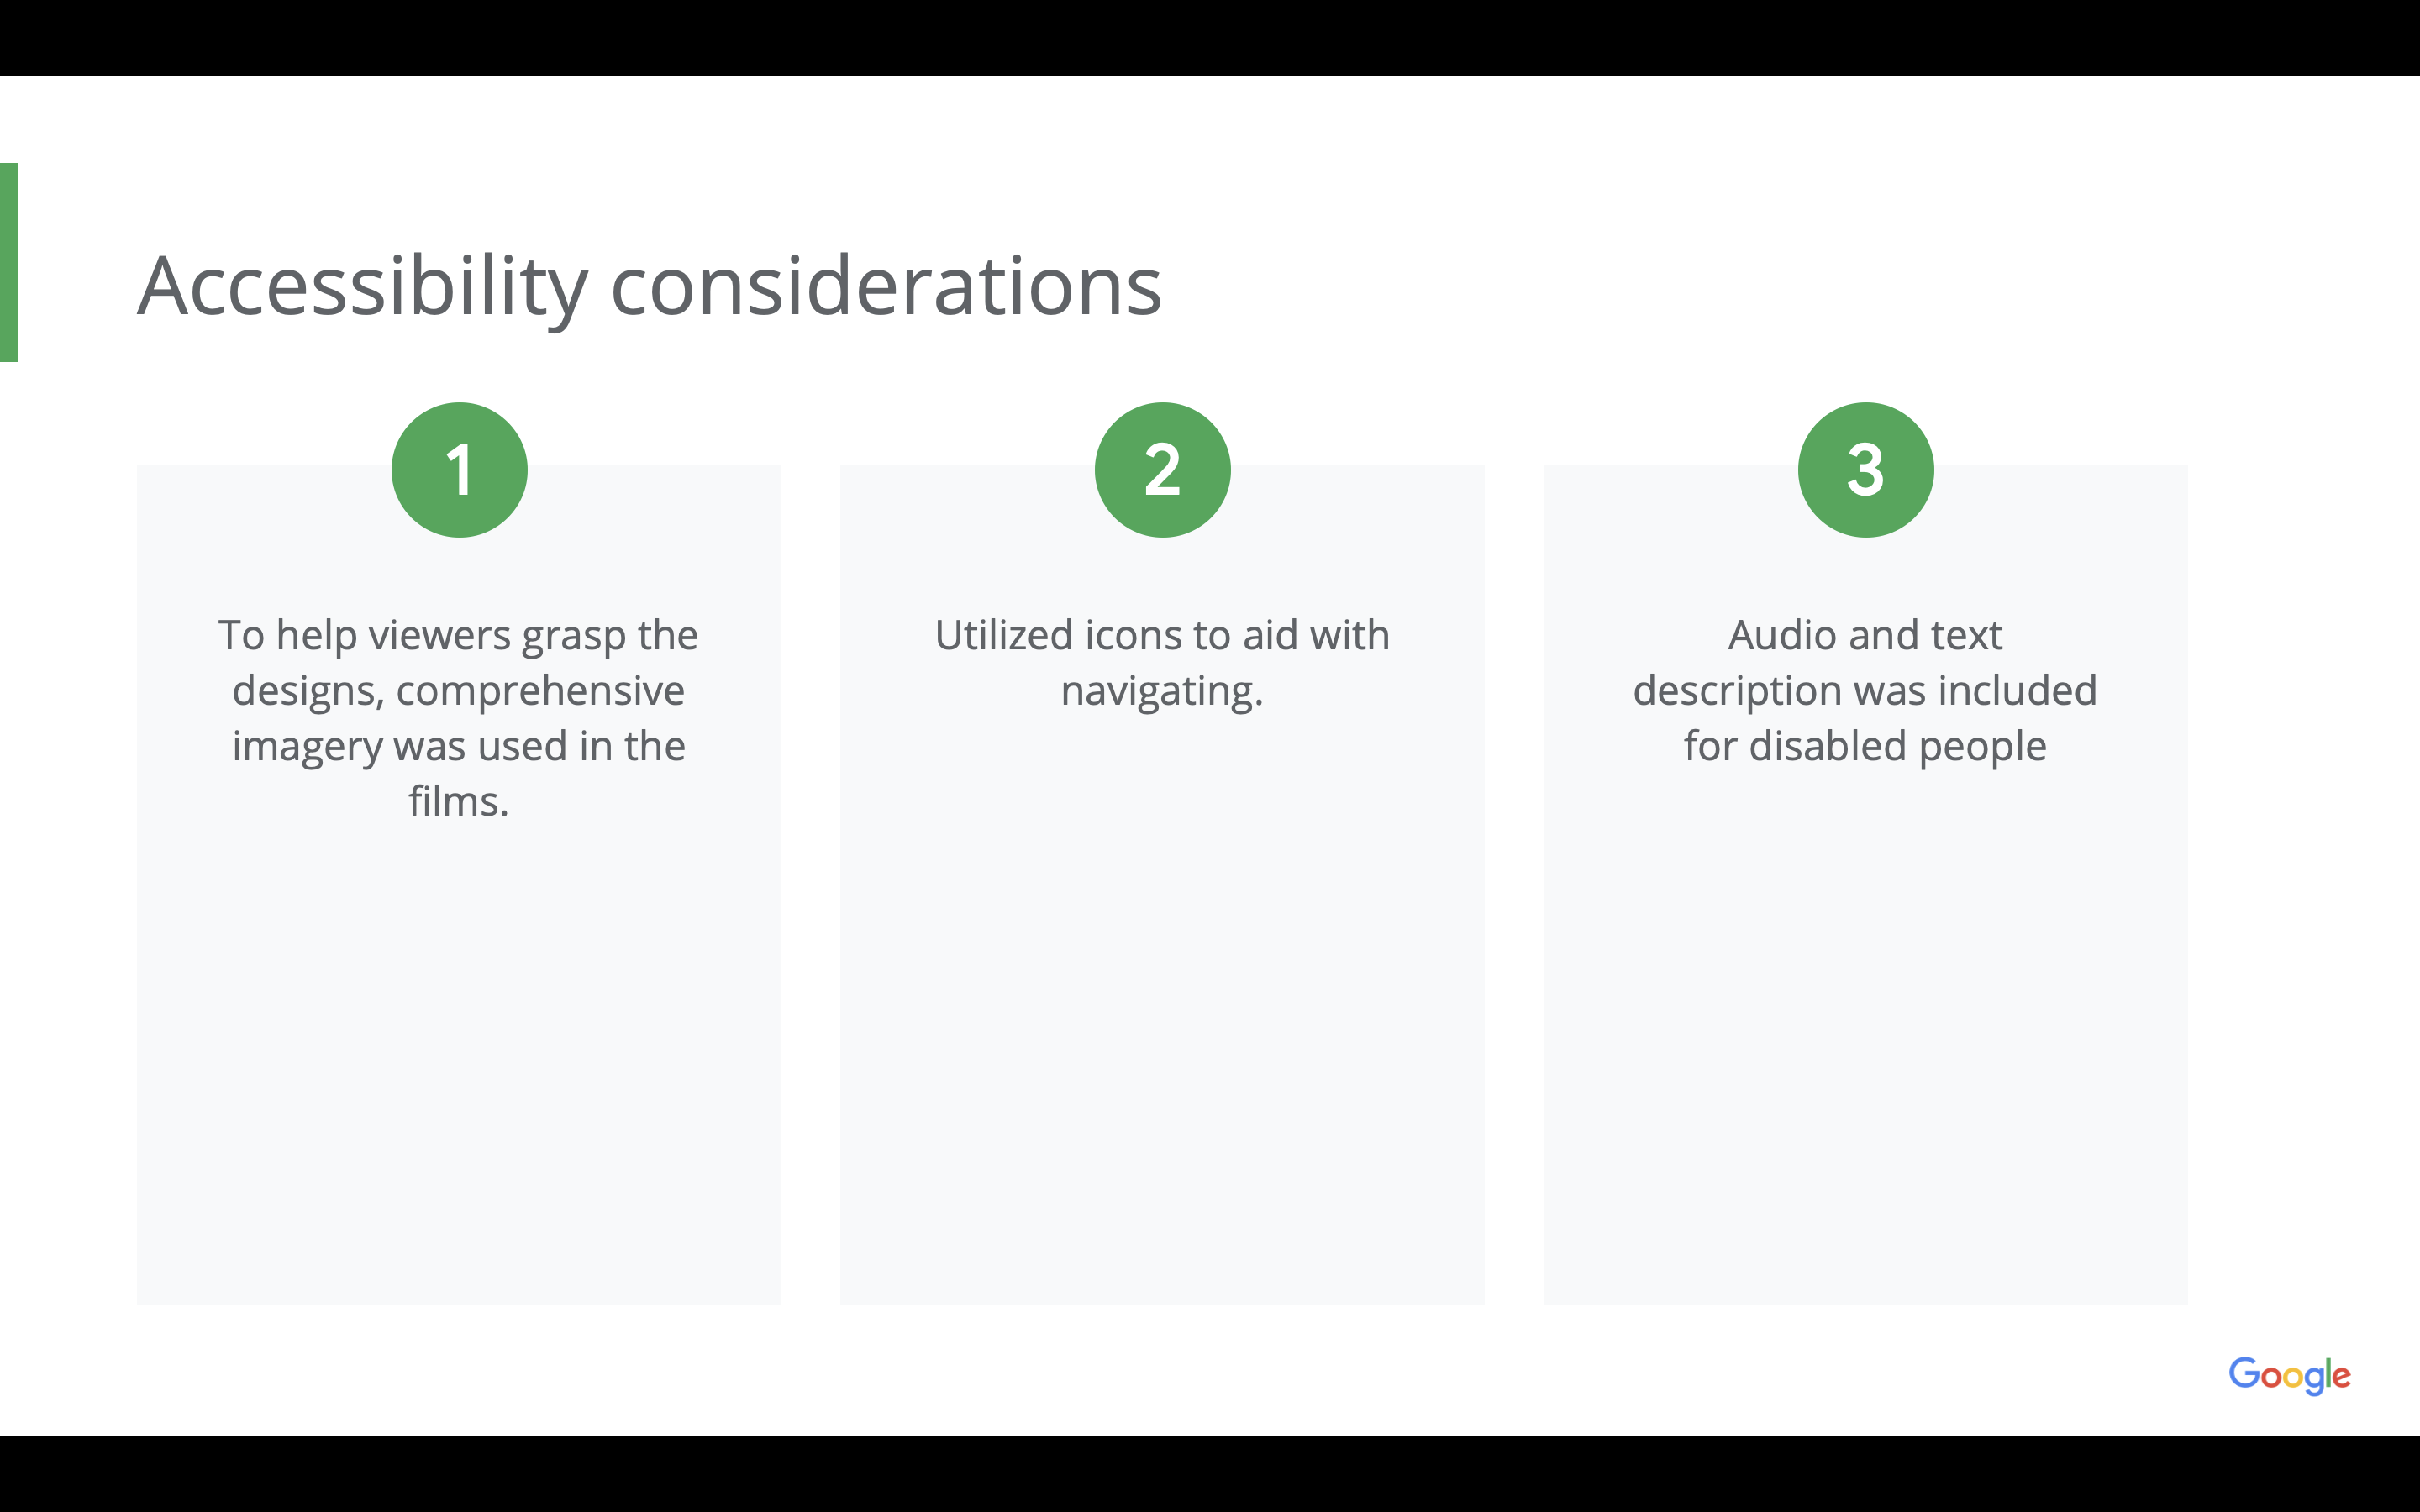 Accessibility considerations
1
To help viewers grasp the
designs, comprehensive
imagery was used in the
films.
2
Utilized icons to aid with
navigating.
3
Audio and text
description was included
for disabled people
Google